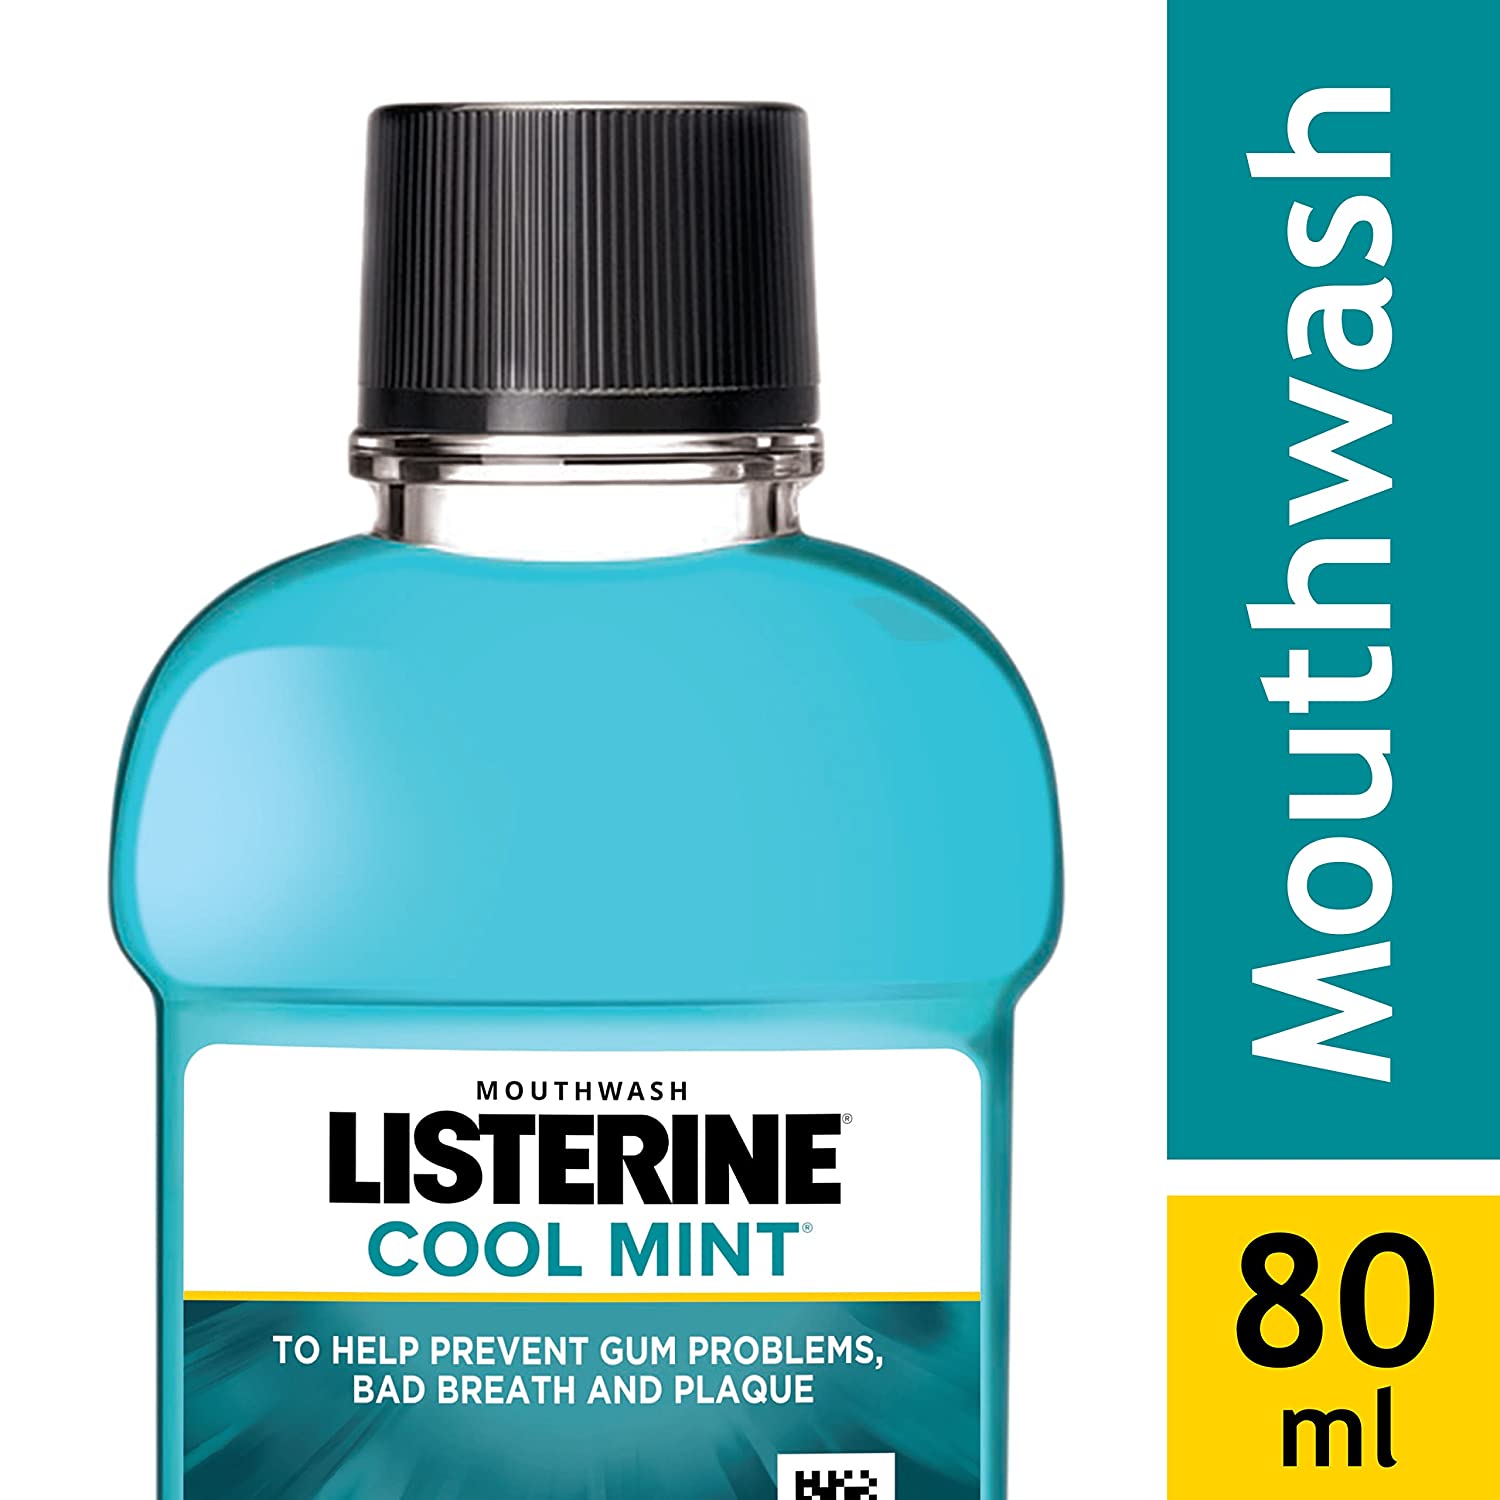 MOUTHWASH
LISTERINE®
COOL MINT®
TO HELP PREVENT GUM PROBLEMS,
BAD BREATH AND PLAQUE
Mouthwash
80
ml